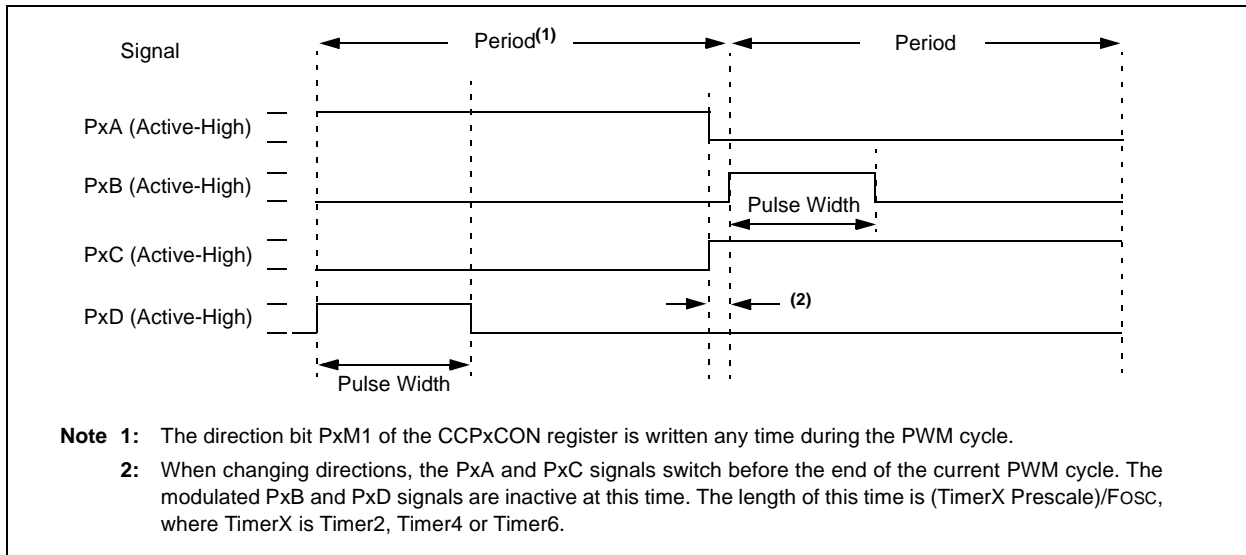 Signal
Period(1)
Period
PxA (Active-High)
PxB (Active-High)
Pulse Width
PxC (Active-High)
(2)
PxD (Active-High)
Pulse Width
Note 1: The direction bit PxM1 of the CCPxCON register is written any time during the PWM cycle.
2: When changing directions, the PxA and PxC signals switch before the end of the current PWM cycle. The
modulated PxB and PxD signals are inactive at this time. The length of this time is (TimerX Prescale)/FOSC,
where TimerX is Timer2, Timer4 or Timer6.